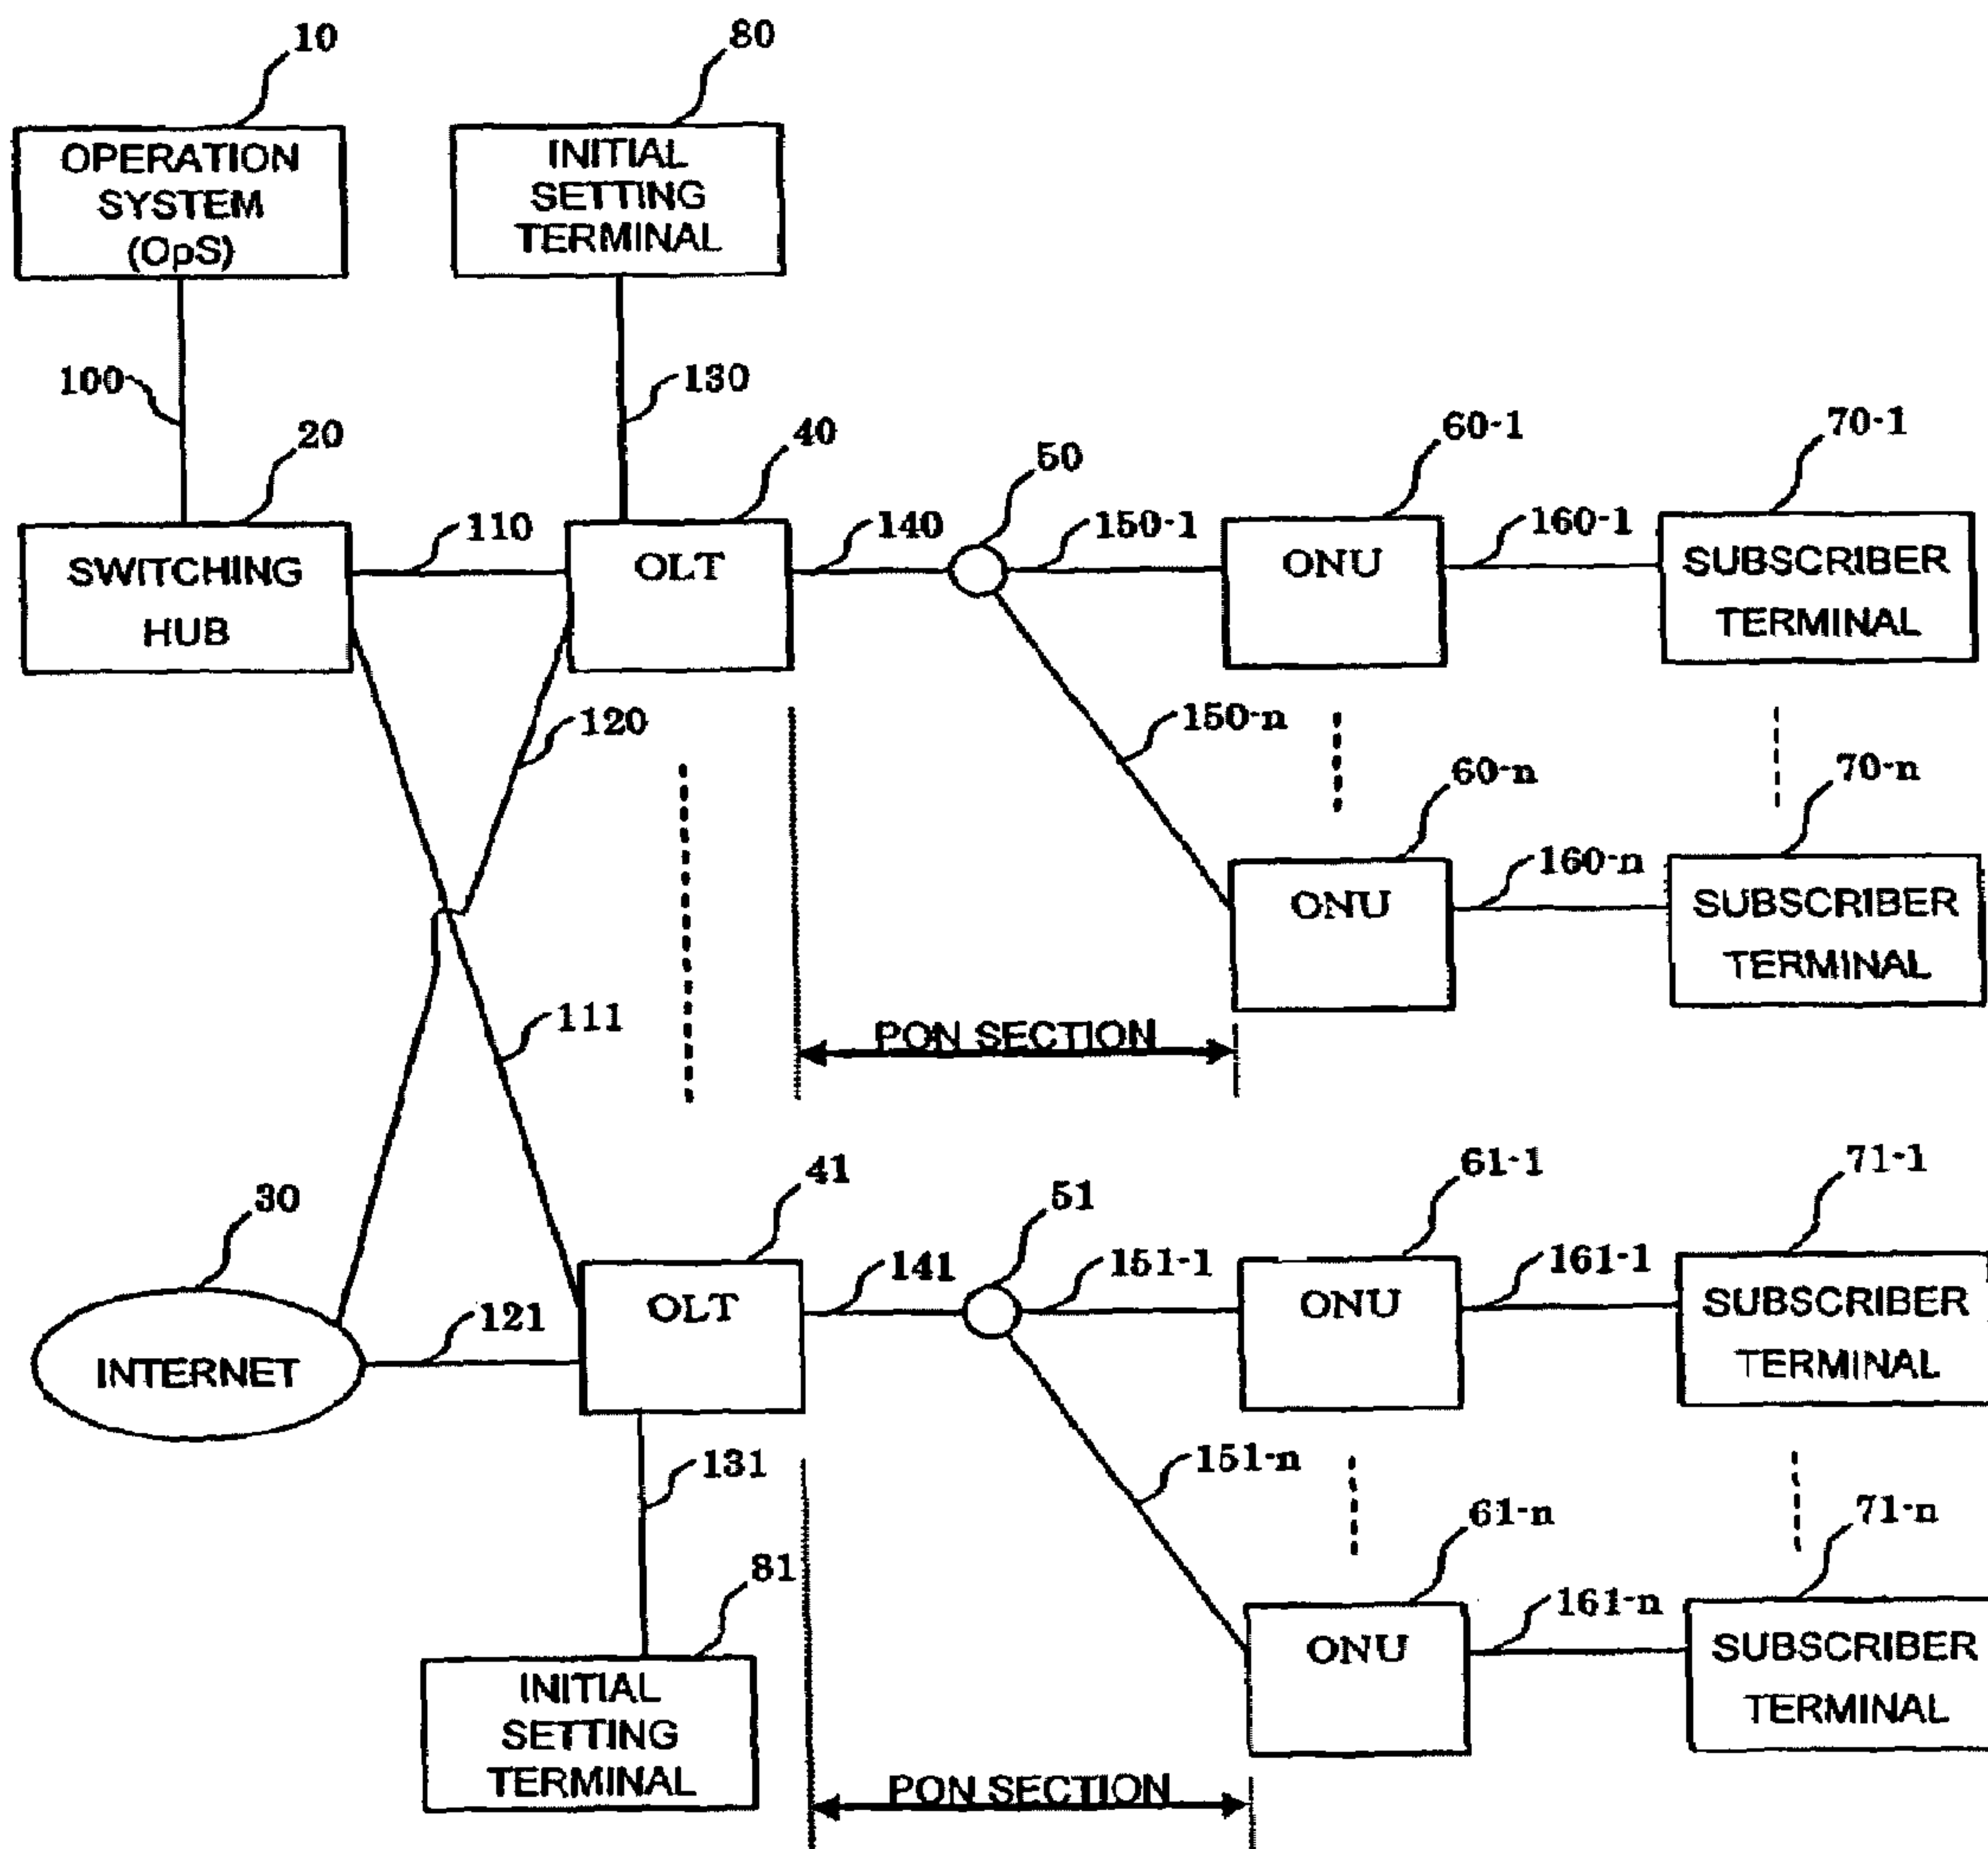 10
80
OPERATION
SYSTEM
(OpS)
INITIAL
SETTING
TERMINAL
100
130
20
40
50
60-1
70-1
SWITCHING
HUB
110
OLT
140
150-1
ONU
160-1
SUBSCRIBER
TERMINAL
120
150-n
60-n
70-n
ONU
160-n
SUBSCRIBER
TERMINAL
111
PON SECTION
30
41
51
61-1
71-1
INTERNET
121
OLT
141
151-1
ONU
161-1
SUBSCRIBER
TERMINAL
131
151-n
61-n
71-n
81
INITIAL
SETTING
TERMINAL
ONU
161-n
SUBSCRIBER
TERMINAL
PON SECTION